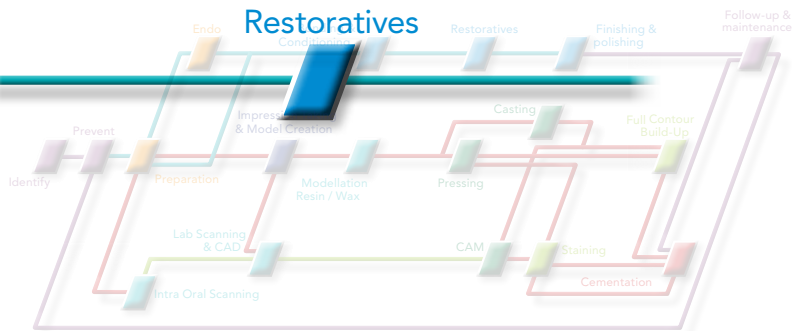 Restoratives
Endo
Conditioning
Restoratives
Finishing &
polishing
Follow-up &
maintenance
Casting
Full Contour
Build-Up
Prevent
& Model Creation
Identify
Preparation
Modellation
Resin / Wax
Pressing
Lab Scanning
& CAD
CAM
Staining
Cementation
Intra Oral Scanning